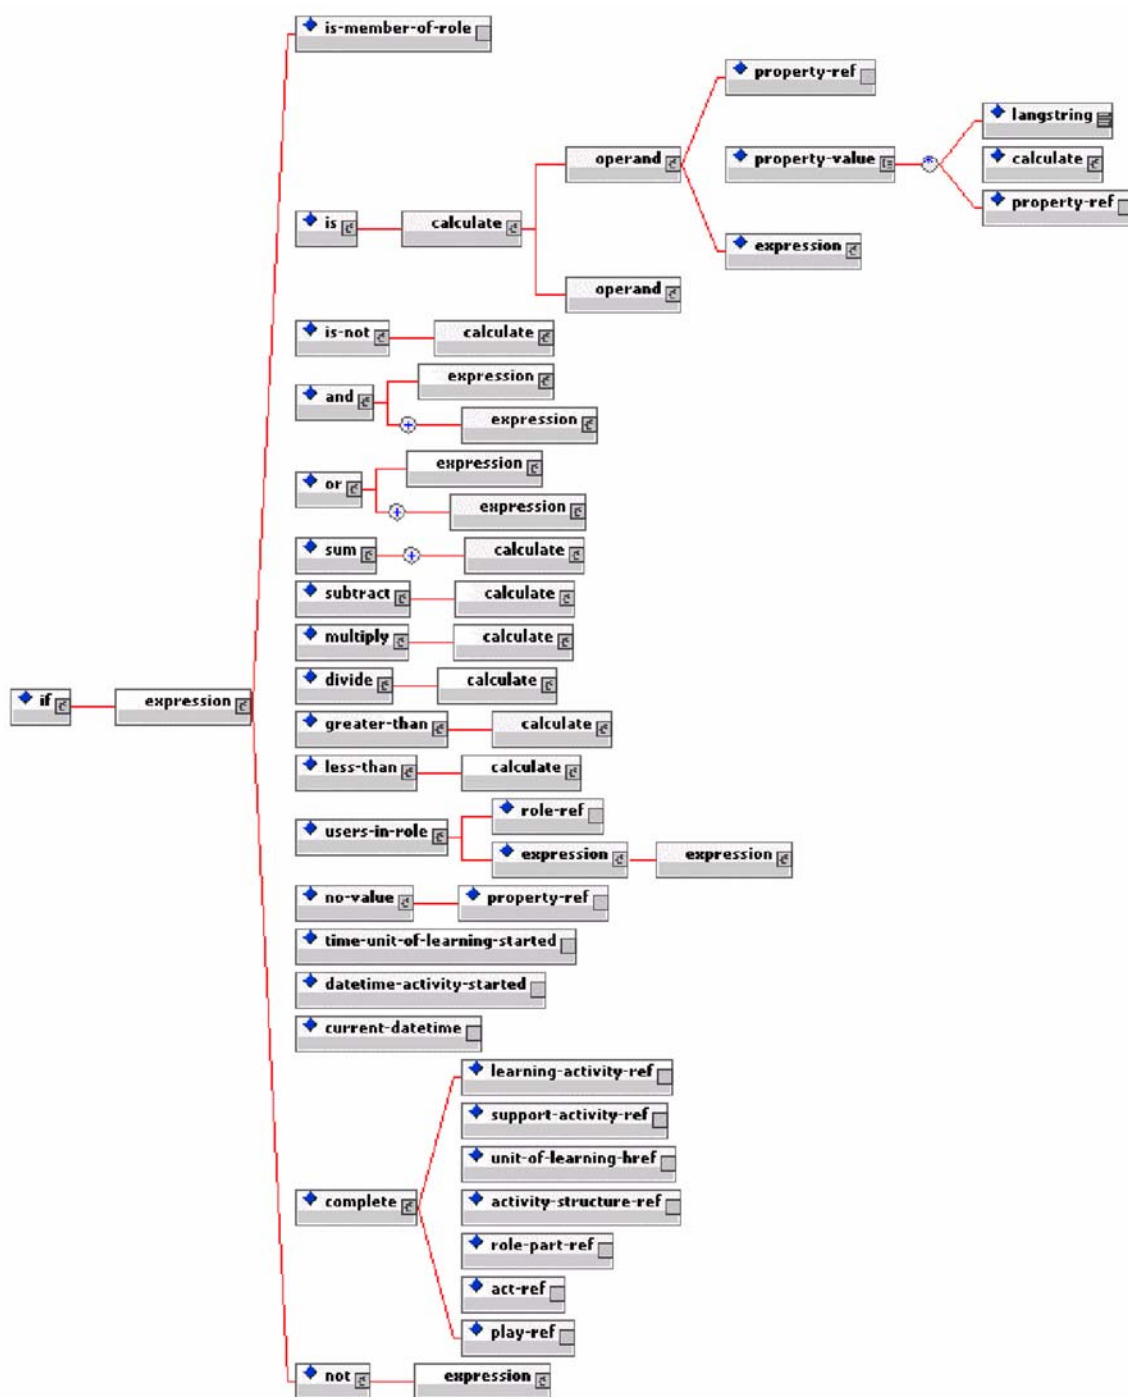 is-member-of-role
property-ref
langstring
operand
property-value
calculate
property-ref
is
calculate
expression
operand
is-not
calculate
expression
and
expression
expression
or
expression
sum
calculate
subtract
calculate
multiply
calculate
divide
calculate
if
expression
greater-than
calculate
less-than
calculate
role-ref
users-in-role
expression
expression
no-value
property-ref
time-unit-of-learning-started
datetime-activity-started
current-datetime
learning-activity-ref
support-activity-ref
unit-of-learning-href
complete
activity-structure-ref
role-part-ref
act-ref
play-ref
not
expression